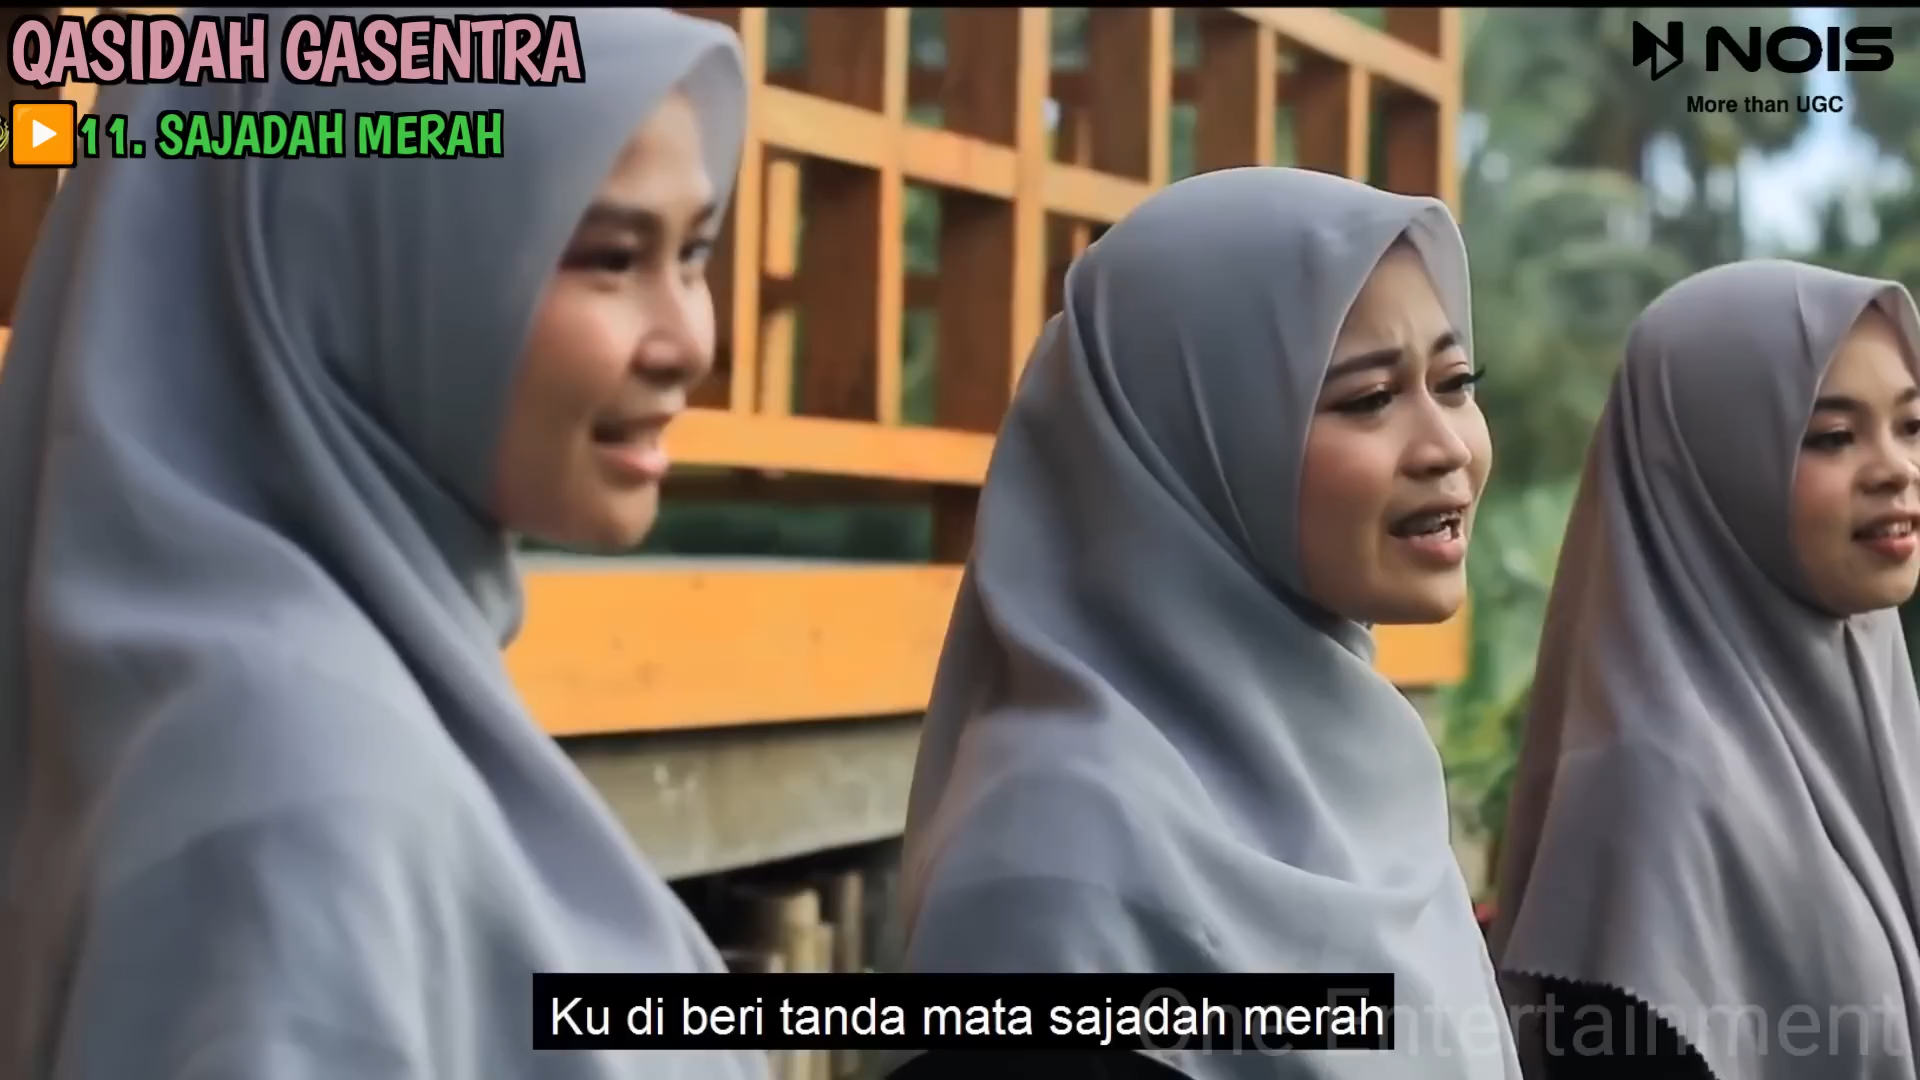 QASIDAH GASENTRA
11. SAJADAH MERAH
NOIS
More than UGC
Ku di beri tanda mata sajadah merah
One Entertainment